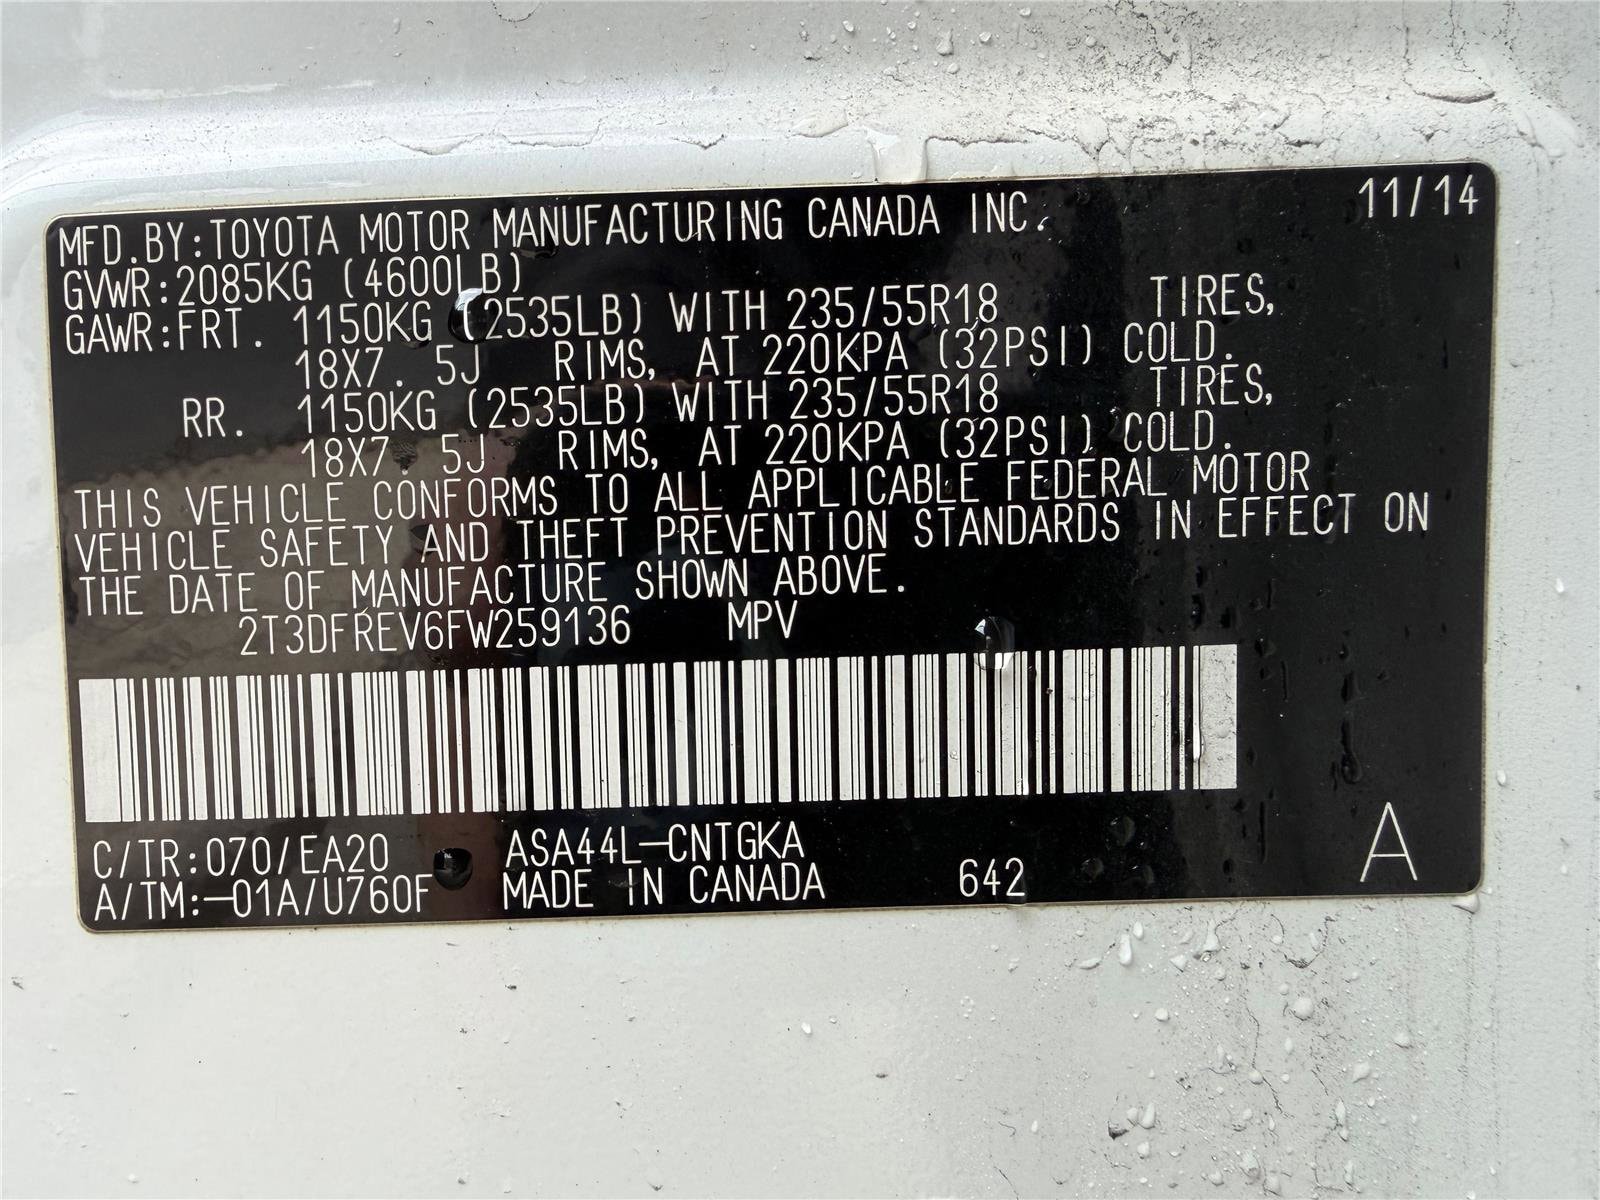 11/14
MFD.BY:TOYOTA MOTOR MANUFACTURING CANADA INC.
GVWR:2085KG (4600LB)
GAWR:FRT. 1150KG (2535LB) WITH 235/55R18 TIRES,
18X7.5J RIMS, AT 220KPA (32PSI) COLD.
RR. 1150KG (2535LB) WITH 235/55R18 TIRES,
18X7.5J RIMS, AT 220KPA (32PSI) COLD.
THIS VEHICLE CONFORMS TO ALL APPLICABLE FEDERAL MOTOR
VEHICLE SAFETY AND THEFT PREVENTION STANDARDS IN EFFECT ON
THE DATE OF MANUFACTURE SHOWN ABOVE.
2T3DFREV6FW259136 MPV
C/TR:070/EA20 ASA44L-CNTGKA
A/TM:-01A/U760F MADE IN CANADA 642 A